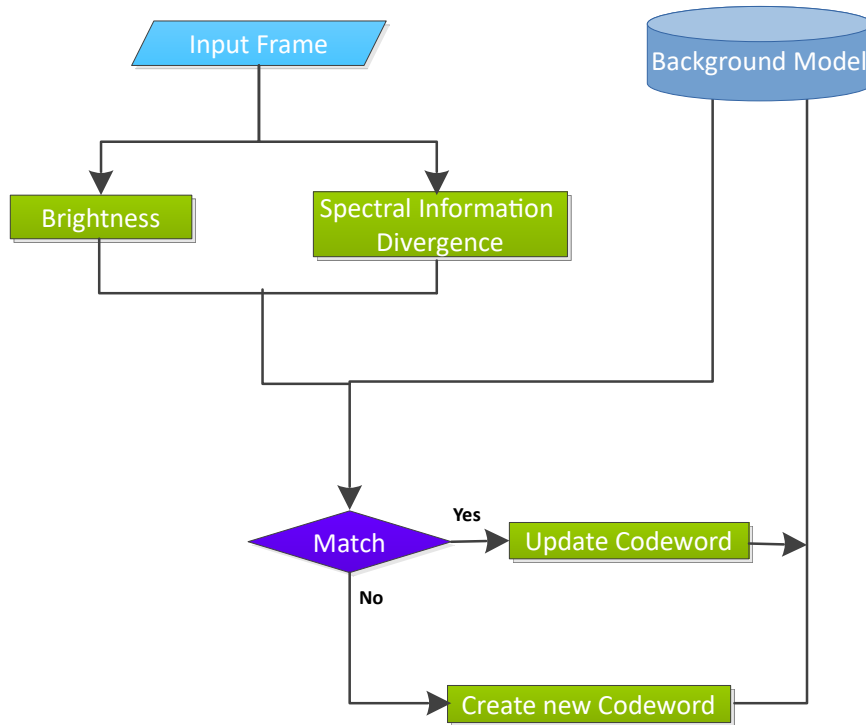 Input Frame
Background Model
Brightness
Spectral Information
Divergence
Match
Yes
Update Codeword
No
Create new Codeword